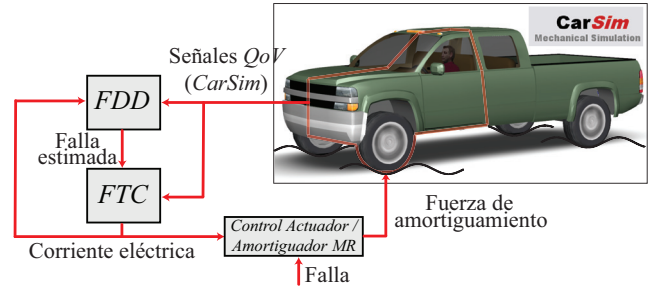 CarSim
Mechanical Simulation
Señales QoV
(CarSim)
FDD
Falla
estimada
FTC
Fuerza de
amortiguamiento
Control Actuador /
Amortiguador MR
Corriente eléctrica
Falla